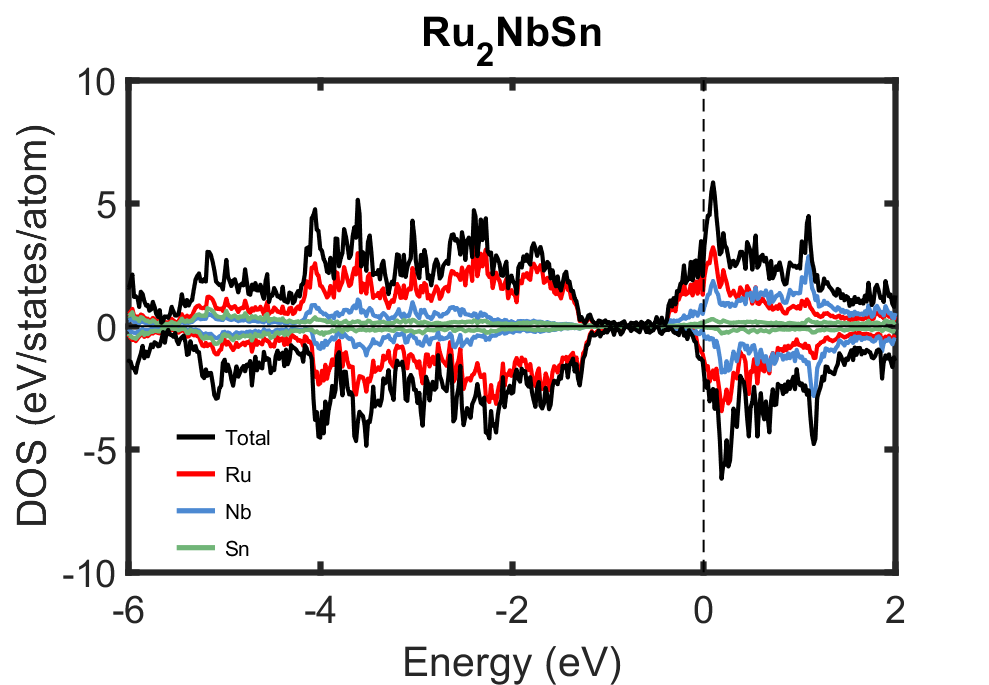 Ru₂NbSn
10
5
0
-5
-10
DOS (eV/states/atom)
Total
Ru
Nb
Sn
-6 -4 -2 0 2
Energy (eV)